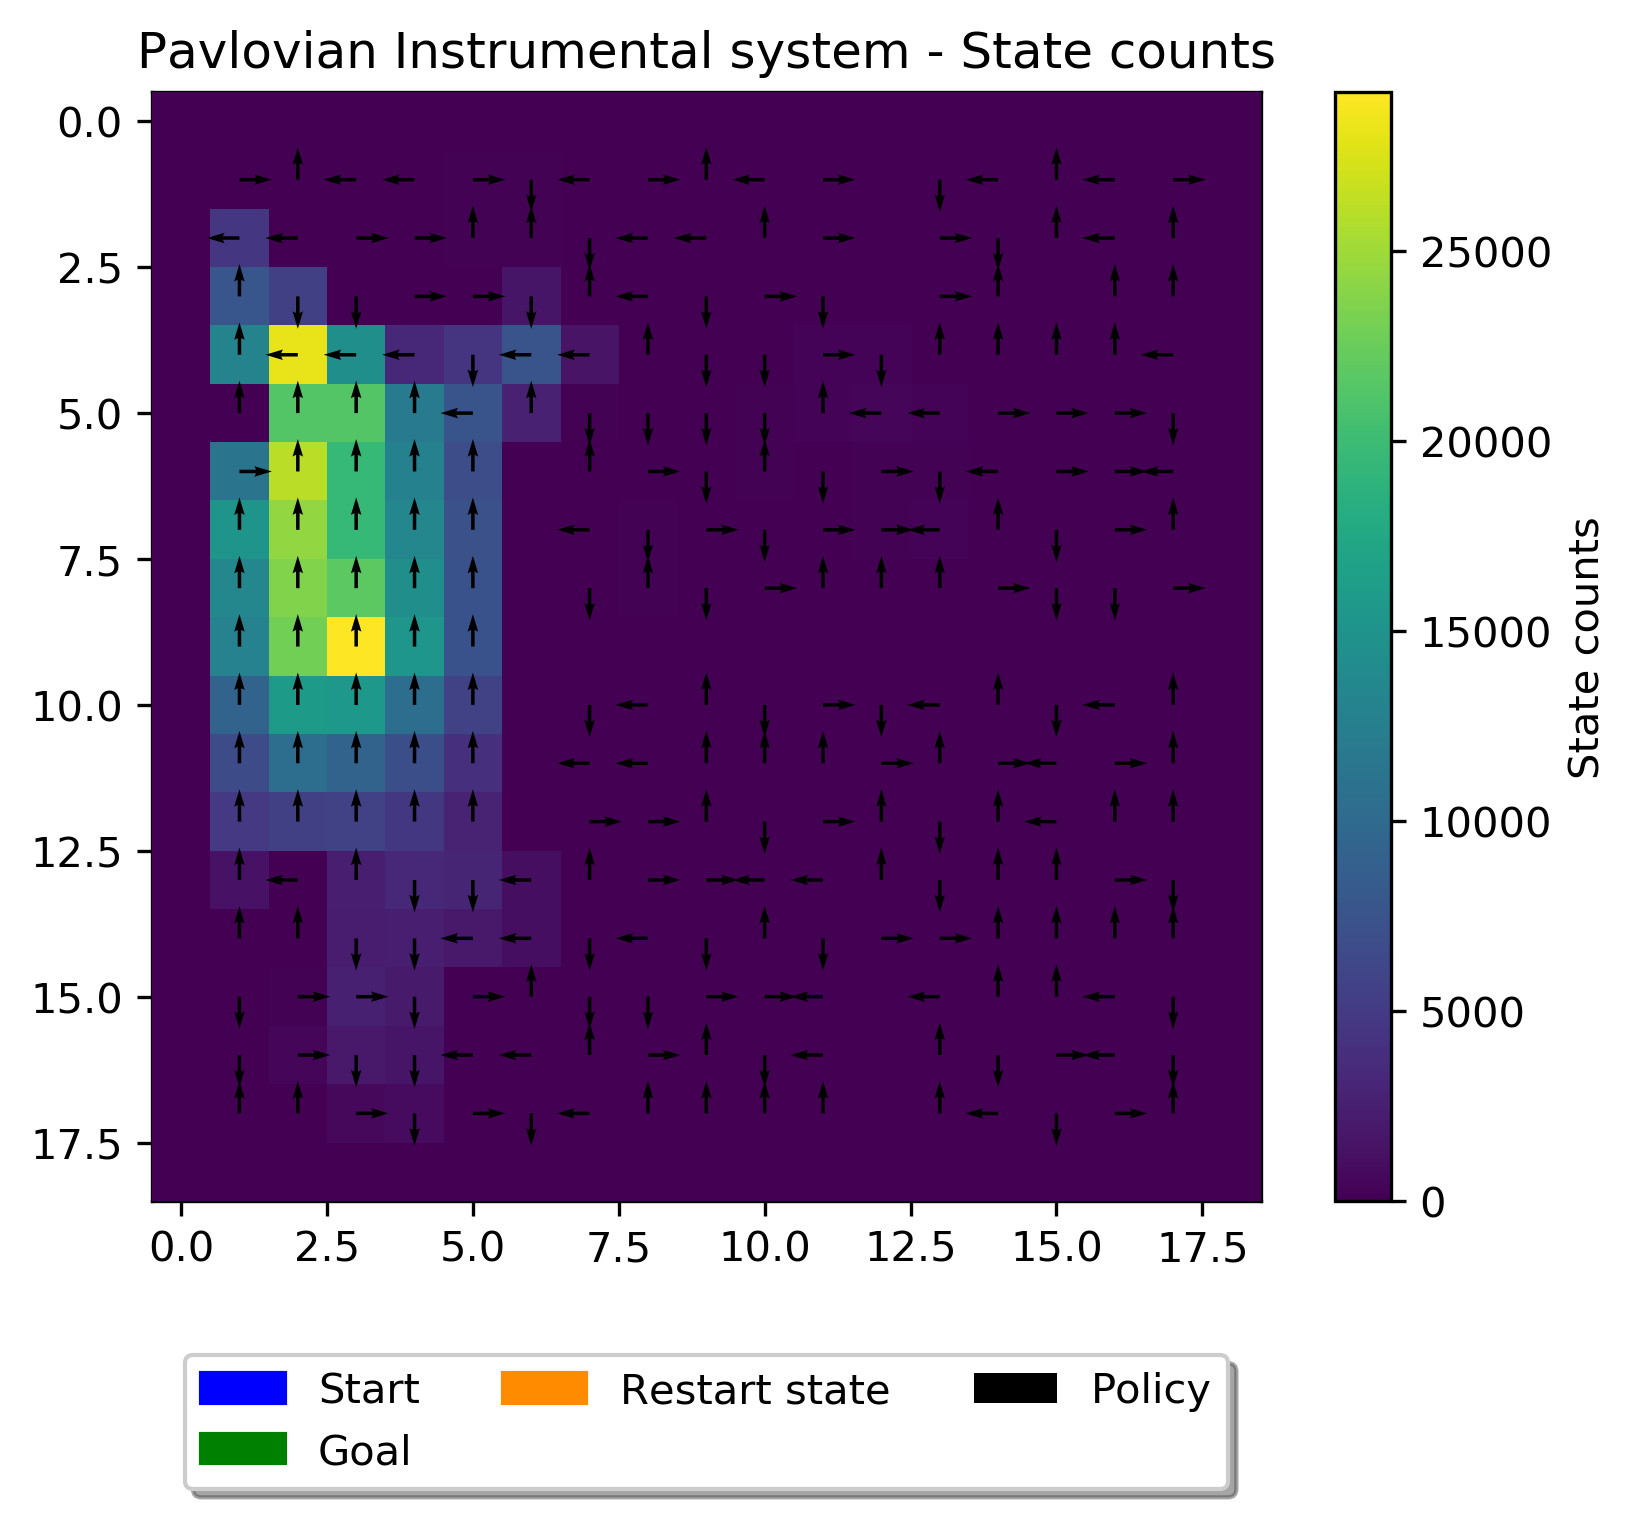 Pavlovian Instrumental system - State counts
0.0
2.5
5.0
7.5
10.0
12.5
15.0
17.5
0.0 2.5 5.0 7.5 10.0 12.5 15.0 17.5
25000
20000
15000
10000
5000
0
State counts
Start Restart state Policy
Goal